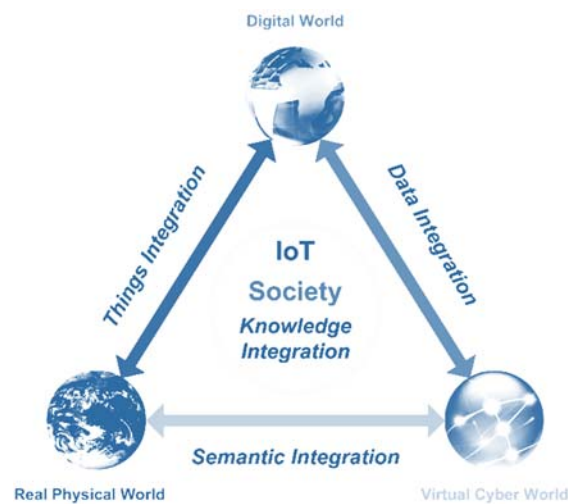 Digital World
Things Integration
Data Integration
IoT
Society
Knowledge
Integration
Semantic Integration
Real Physical World
Virtual Cyber World